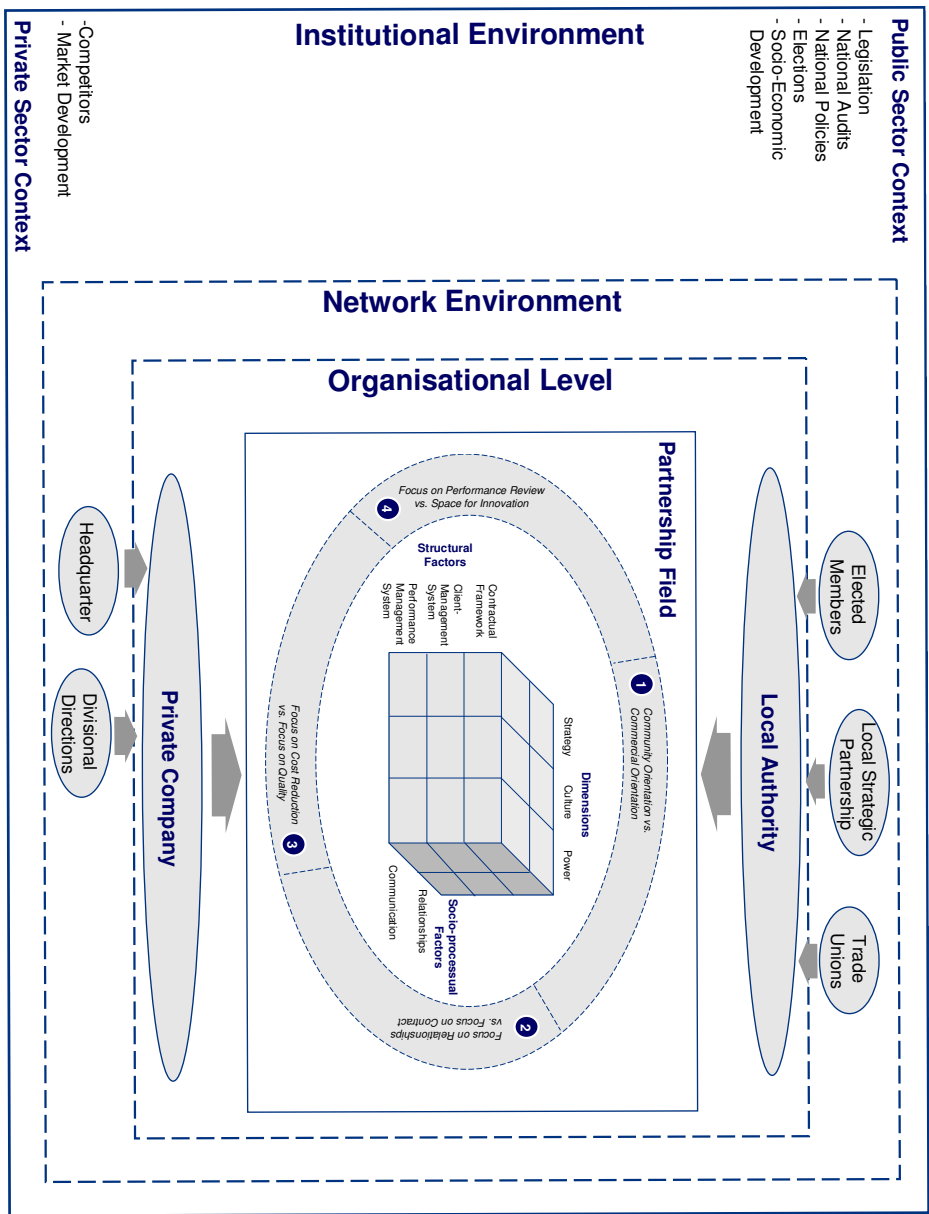 Institutional Environment
Public Sector Context
- Legislation
- National Audits
- National Policies
- Elections
- Socio-Economic
Development
Private Sector Context
-Competitors
- Market Development
Network Environment
Organisational Level
Elected
Members
Local Strategic
Partnership
Trade
Unions
Local Authority
Partnership Field
1
Community Orientation vs.
Commercial Orientation
2
Focus on Relationships
vs. Focus on Contract
3
Focus on Cost Reduction
vs. Focus on Quality
4
Focus on Performance Review
vs. Space for Innovation
Structural
Factors
Contractual
Framework
Client-
Management
System
Performance
Management
System
Dimensions
Strategy
Culture
Power
Socio-processual
Factors
Relationships
Communication
Private Company
Headquarter
Divisional
Directions